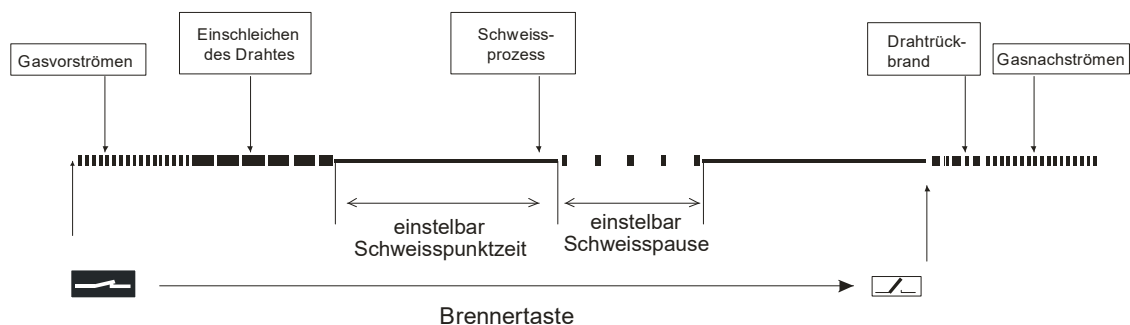 Gasvorströmen
Einschleichen
des Drahtes
Schweiss-
prozess
Drahtrück-
brand
Gasnachströmen
einstelbar
Schweisspunktzeit
einstelbar
Schweisspause
Brennertaste